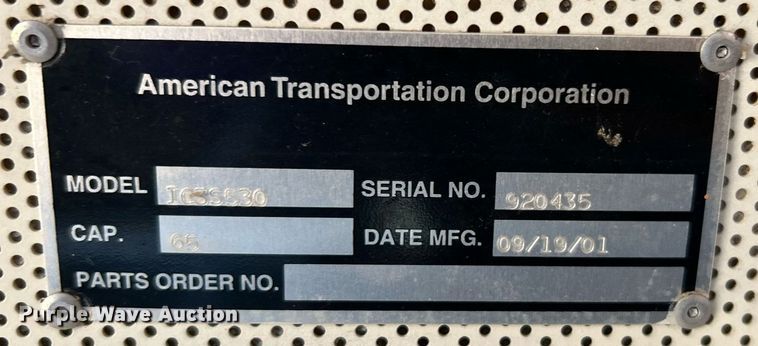 American Transportation Corporation
MODEL SERIAL NO. 920435
CAP. 65 DATE MFG. 09/19/01
PARTS ORDER NO.
Purple Wave Auction